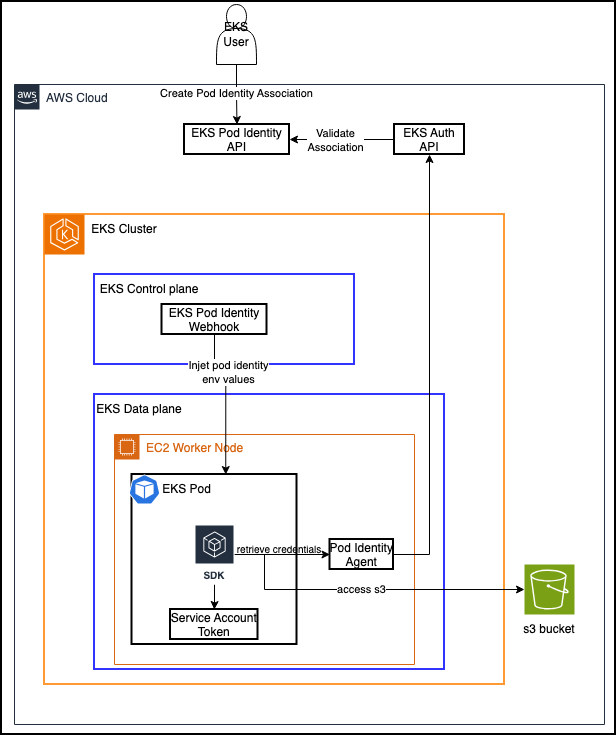 EKS
User
Create Pod Identity Association
aws
AWS Cloud
EKS Pod Identity
API
Validate
Association
EKS Auth
API
K
EKS Cluster
EKS Control plane
EKS Pod Identity
Webhook
Injet pod identity
env values
EKS Data plane
EC2 Worker Node
EKS Pod
SDK
retrieve credentials
Pod Identity
Agent
access s3
Service Account
Token
s3 bucket